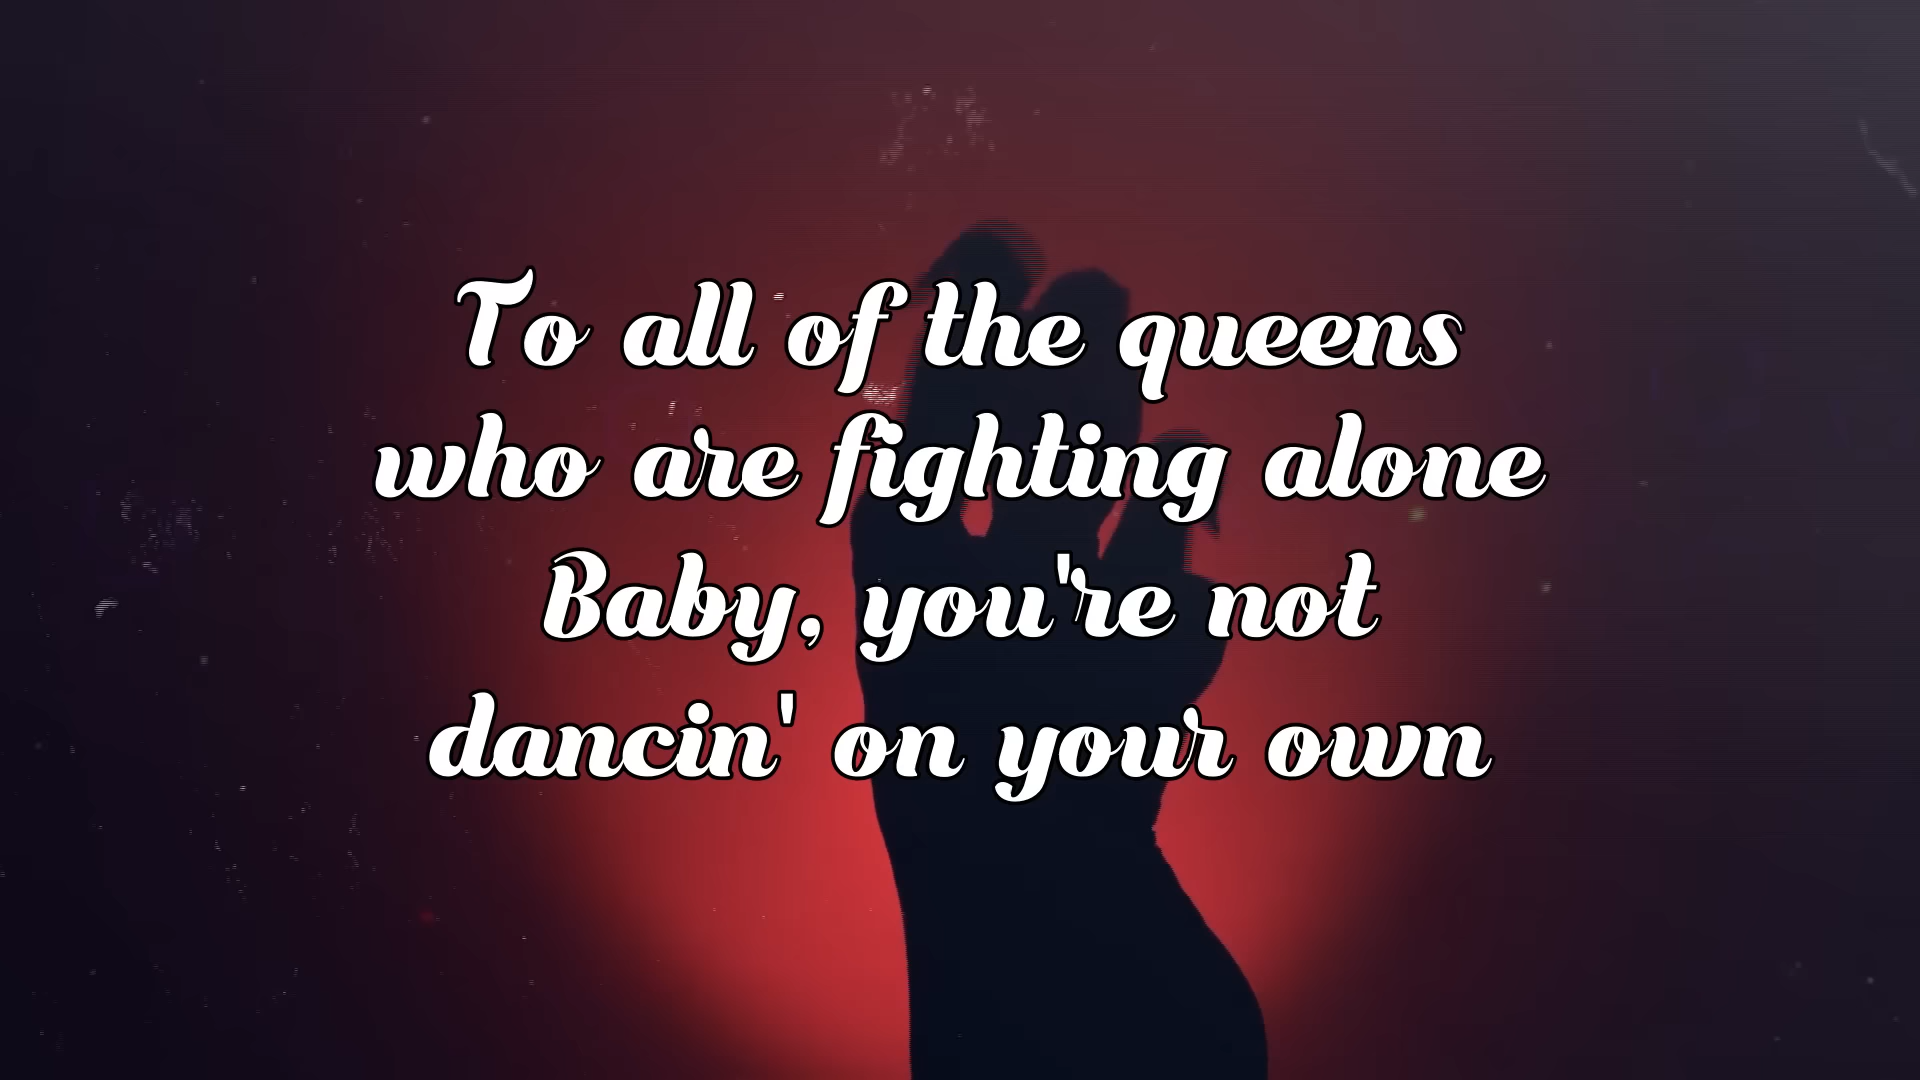 To all of the queens
who are fighting alone
Baby, you're not
dancin' on your own